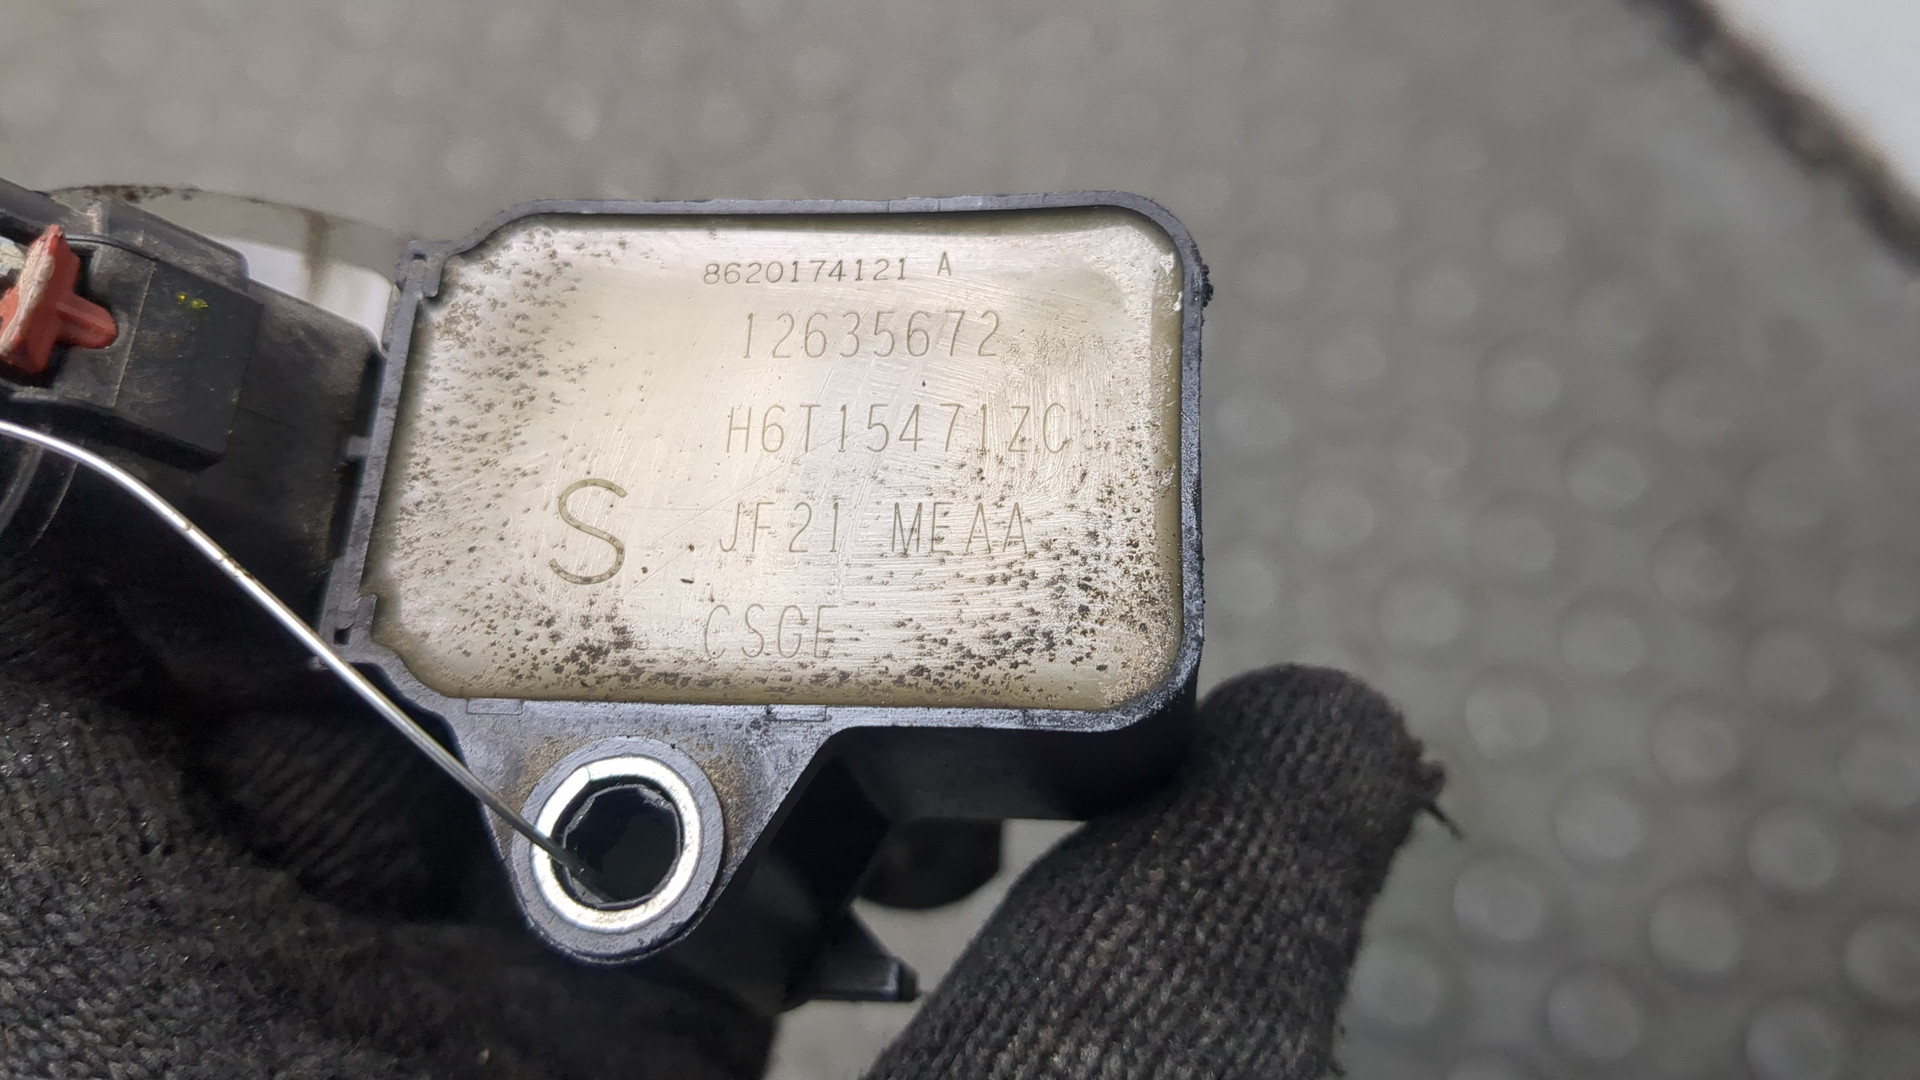 8620174121 A
12635672
H6T15471ZC
S JF21 MEAA
CSGE